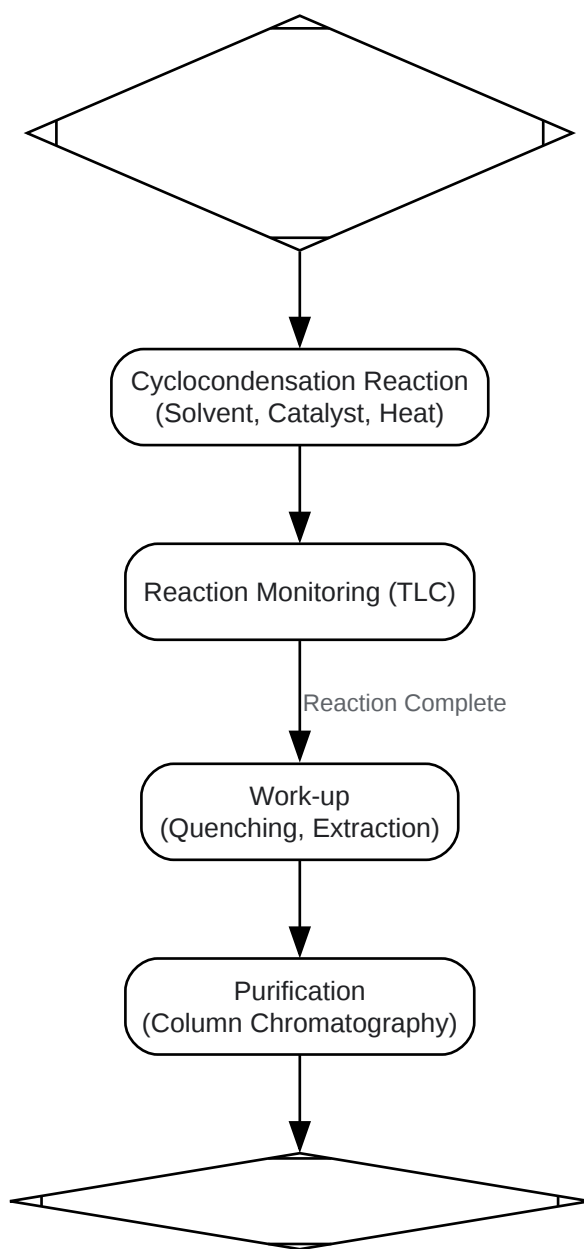 Cyclocondensation Reaction
(Solvent, Catalyst, Heat)
Reaction Monitoring (TLC)
Reaction Complete
Work-up
(Quenching, Extraction)
Purification
(Column Chromatography)